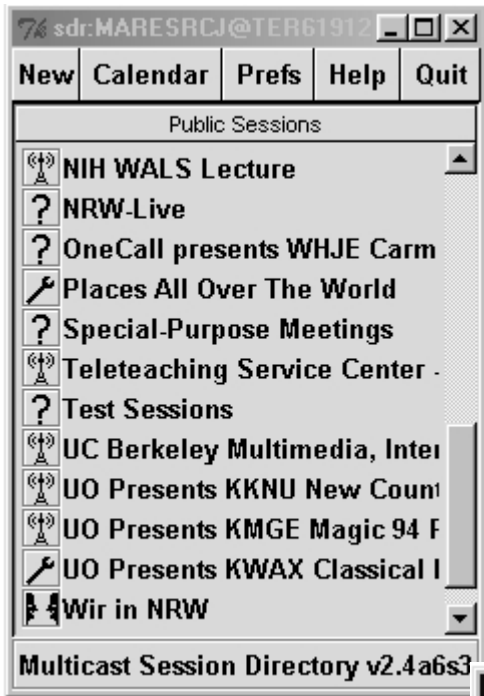 sdr:MARESRCJ@TER61912
New Calendar Prefs Help Quit
Public Sessions
NIH WALS Lecture
? NRW-Live
? OneCall presents WHJE Carm
Places All Over The World
? Special-Purpose Meetings
Teleteaching Service Center -
? Test Sessions
UC Berkeley Multimedia, Inter
UO Presents KKNU New Count
UO Presents KMGE Magic 94 F
UO Presents KWAX Classical I
Wir in NRW
Multicast Session Directory v2.4a6s3